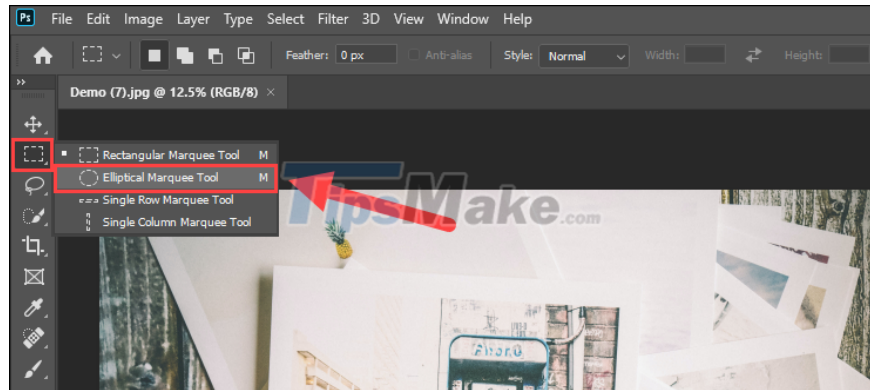 Ps File Edit Image Layer Type Select Filter 3D View Window Help
Feather: 0 px Anti-alias Style: Normal Width: Height:
Demo (7).jpg @ 12.5% (RGB/8) ×
Rectangular Marquee Tool M
Elliptical Marquee Tool M
Single Row Marquee Tool
Single Column Marquee Tool
TipsMake.com
Phone